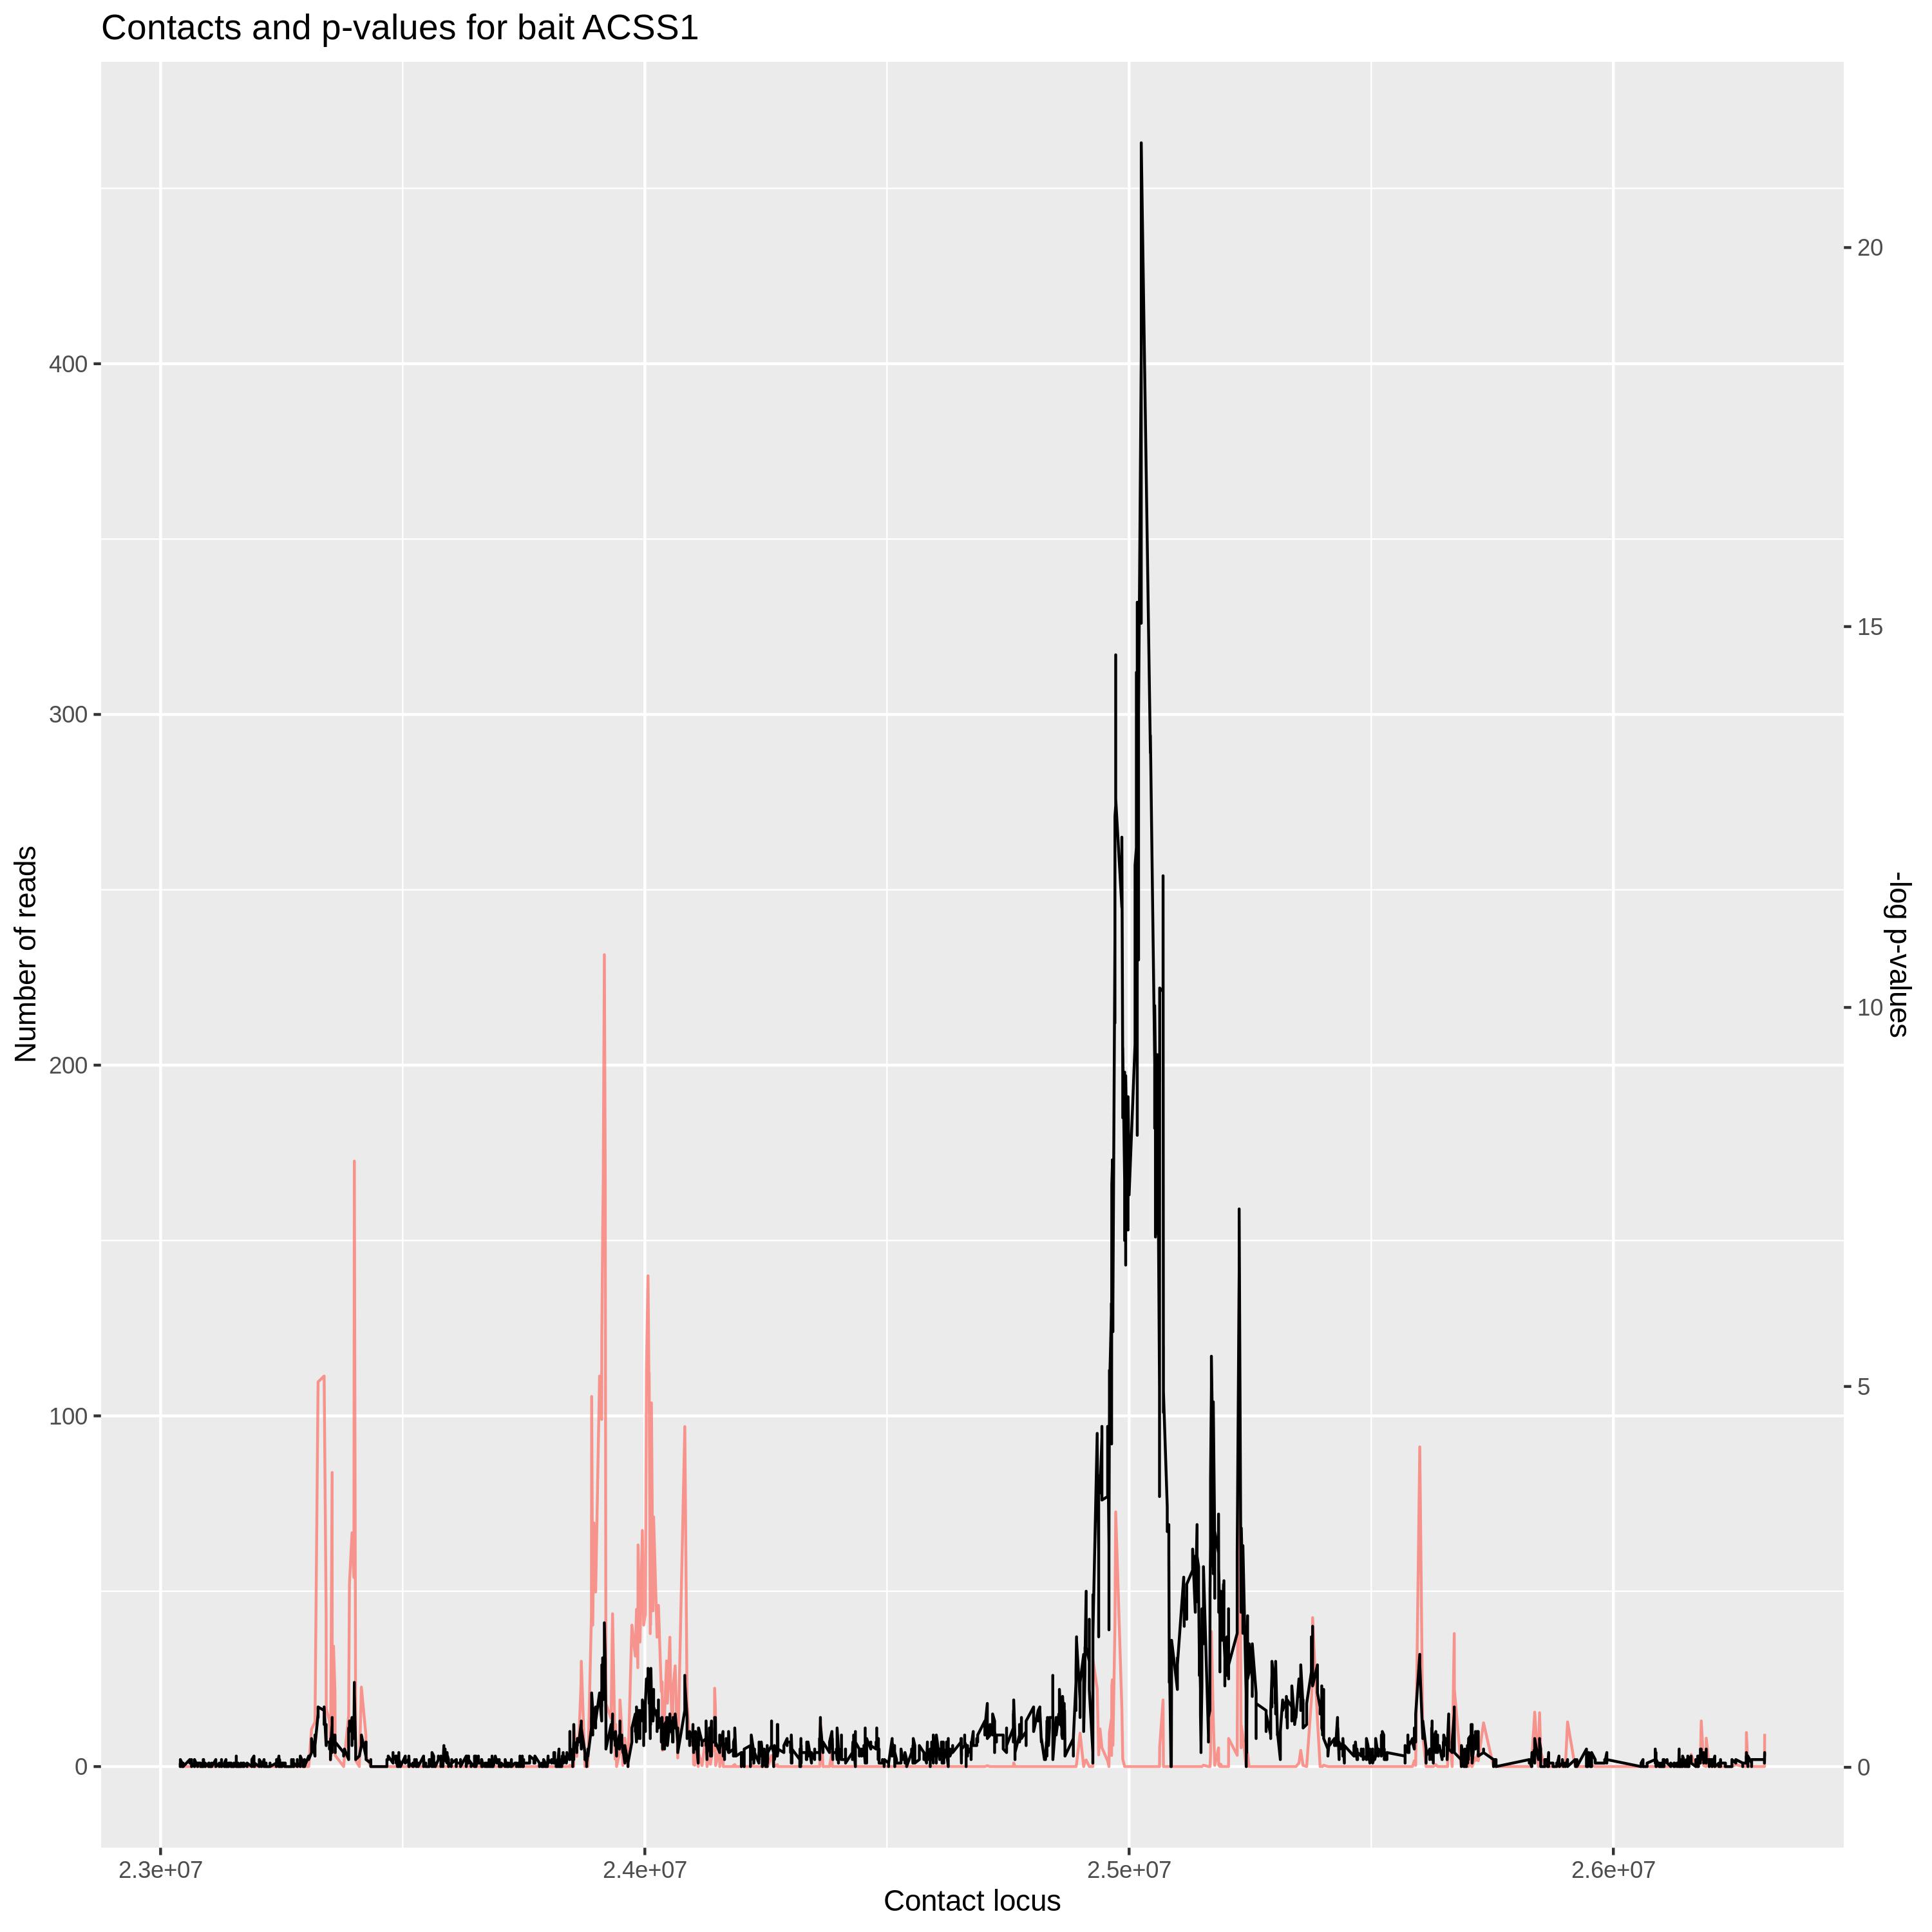 Contacts and p-values for bait ACSS1
400
300
200
100
0
20
15
10
5
0
Number of reads
-log p-values
2.3e+07
2.4e+07
2.5e+07
2.6e+07
Contact locus